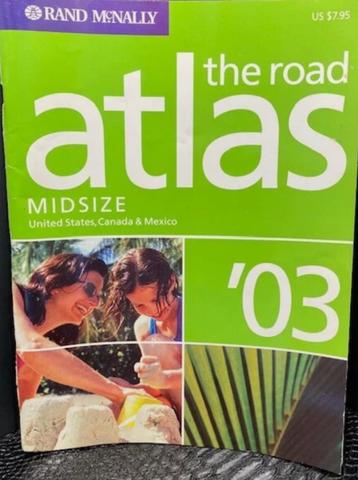 RAND McNALLY
US $7.95
the road
atlas
MIDSIZE
United States, Canada & Mexico
'03